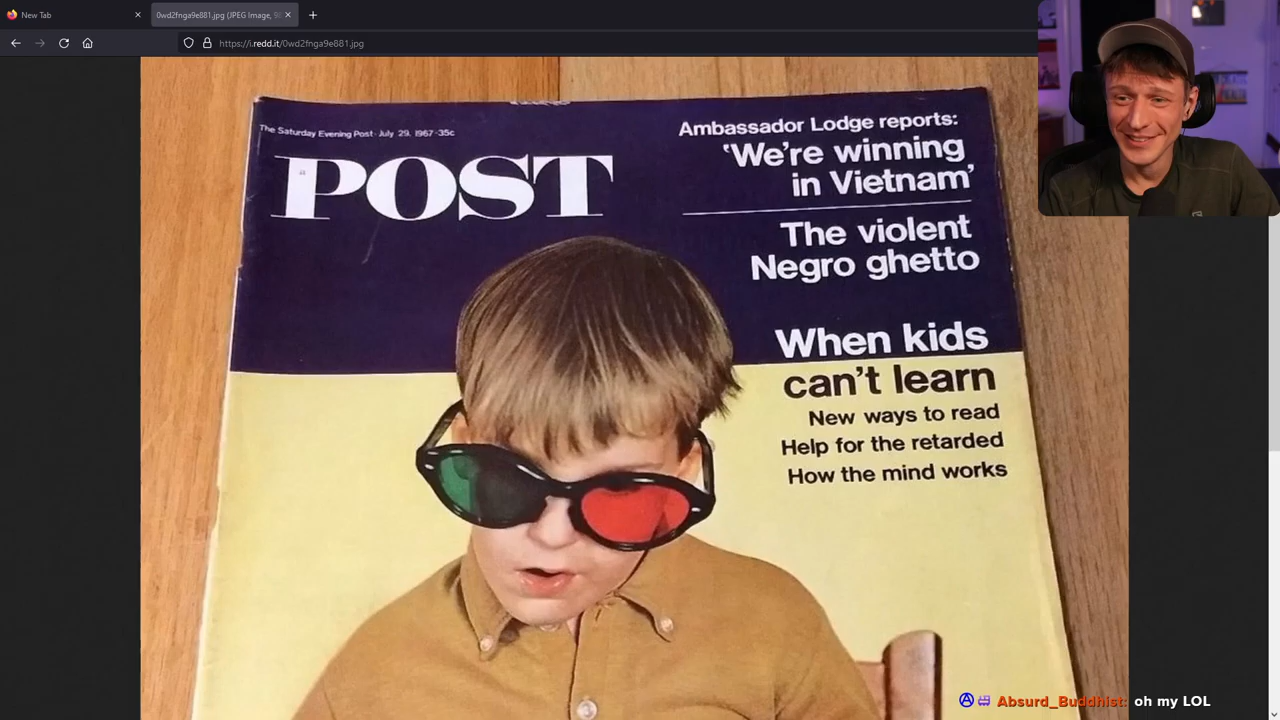 New Tab
0wd2fnga9e881.jpg (JPEG Image, 9
https://i.redd.it/0wd2fnga9e881.jpg
The Saturday Evening Post · July 29, 1967 · 35c
POST
Ambassador Lodge reports:
‘We’re winning
in Vietnam’
The violent
Negro ghetto
When kids
can’t learn
New ways to read
Help for the retarded
How the mind works
Absurd_Buddhist: oh my LOL